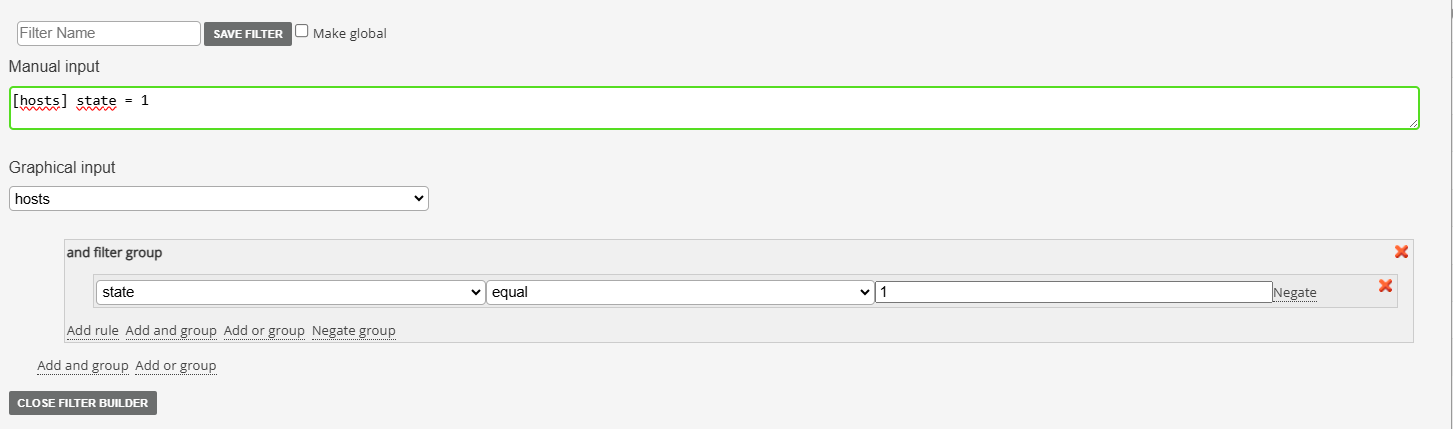 Filter Name SAVE FILTER Make global
Manual input
[hosts] state = 1
Graphical input
hosts
and filter group
state equal 1 Negate
Add rule Add and group Add or group Negate group
Add and group Add or group
CLOSE FILTER BUILDER